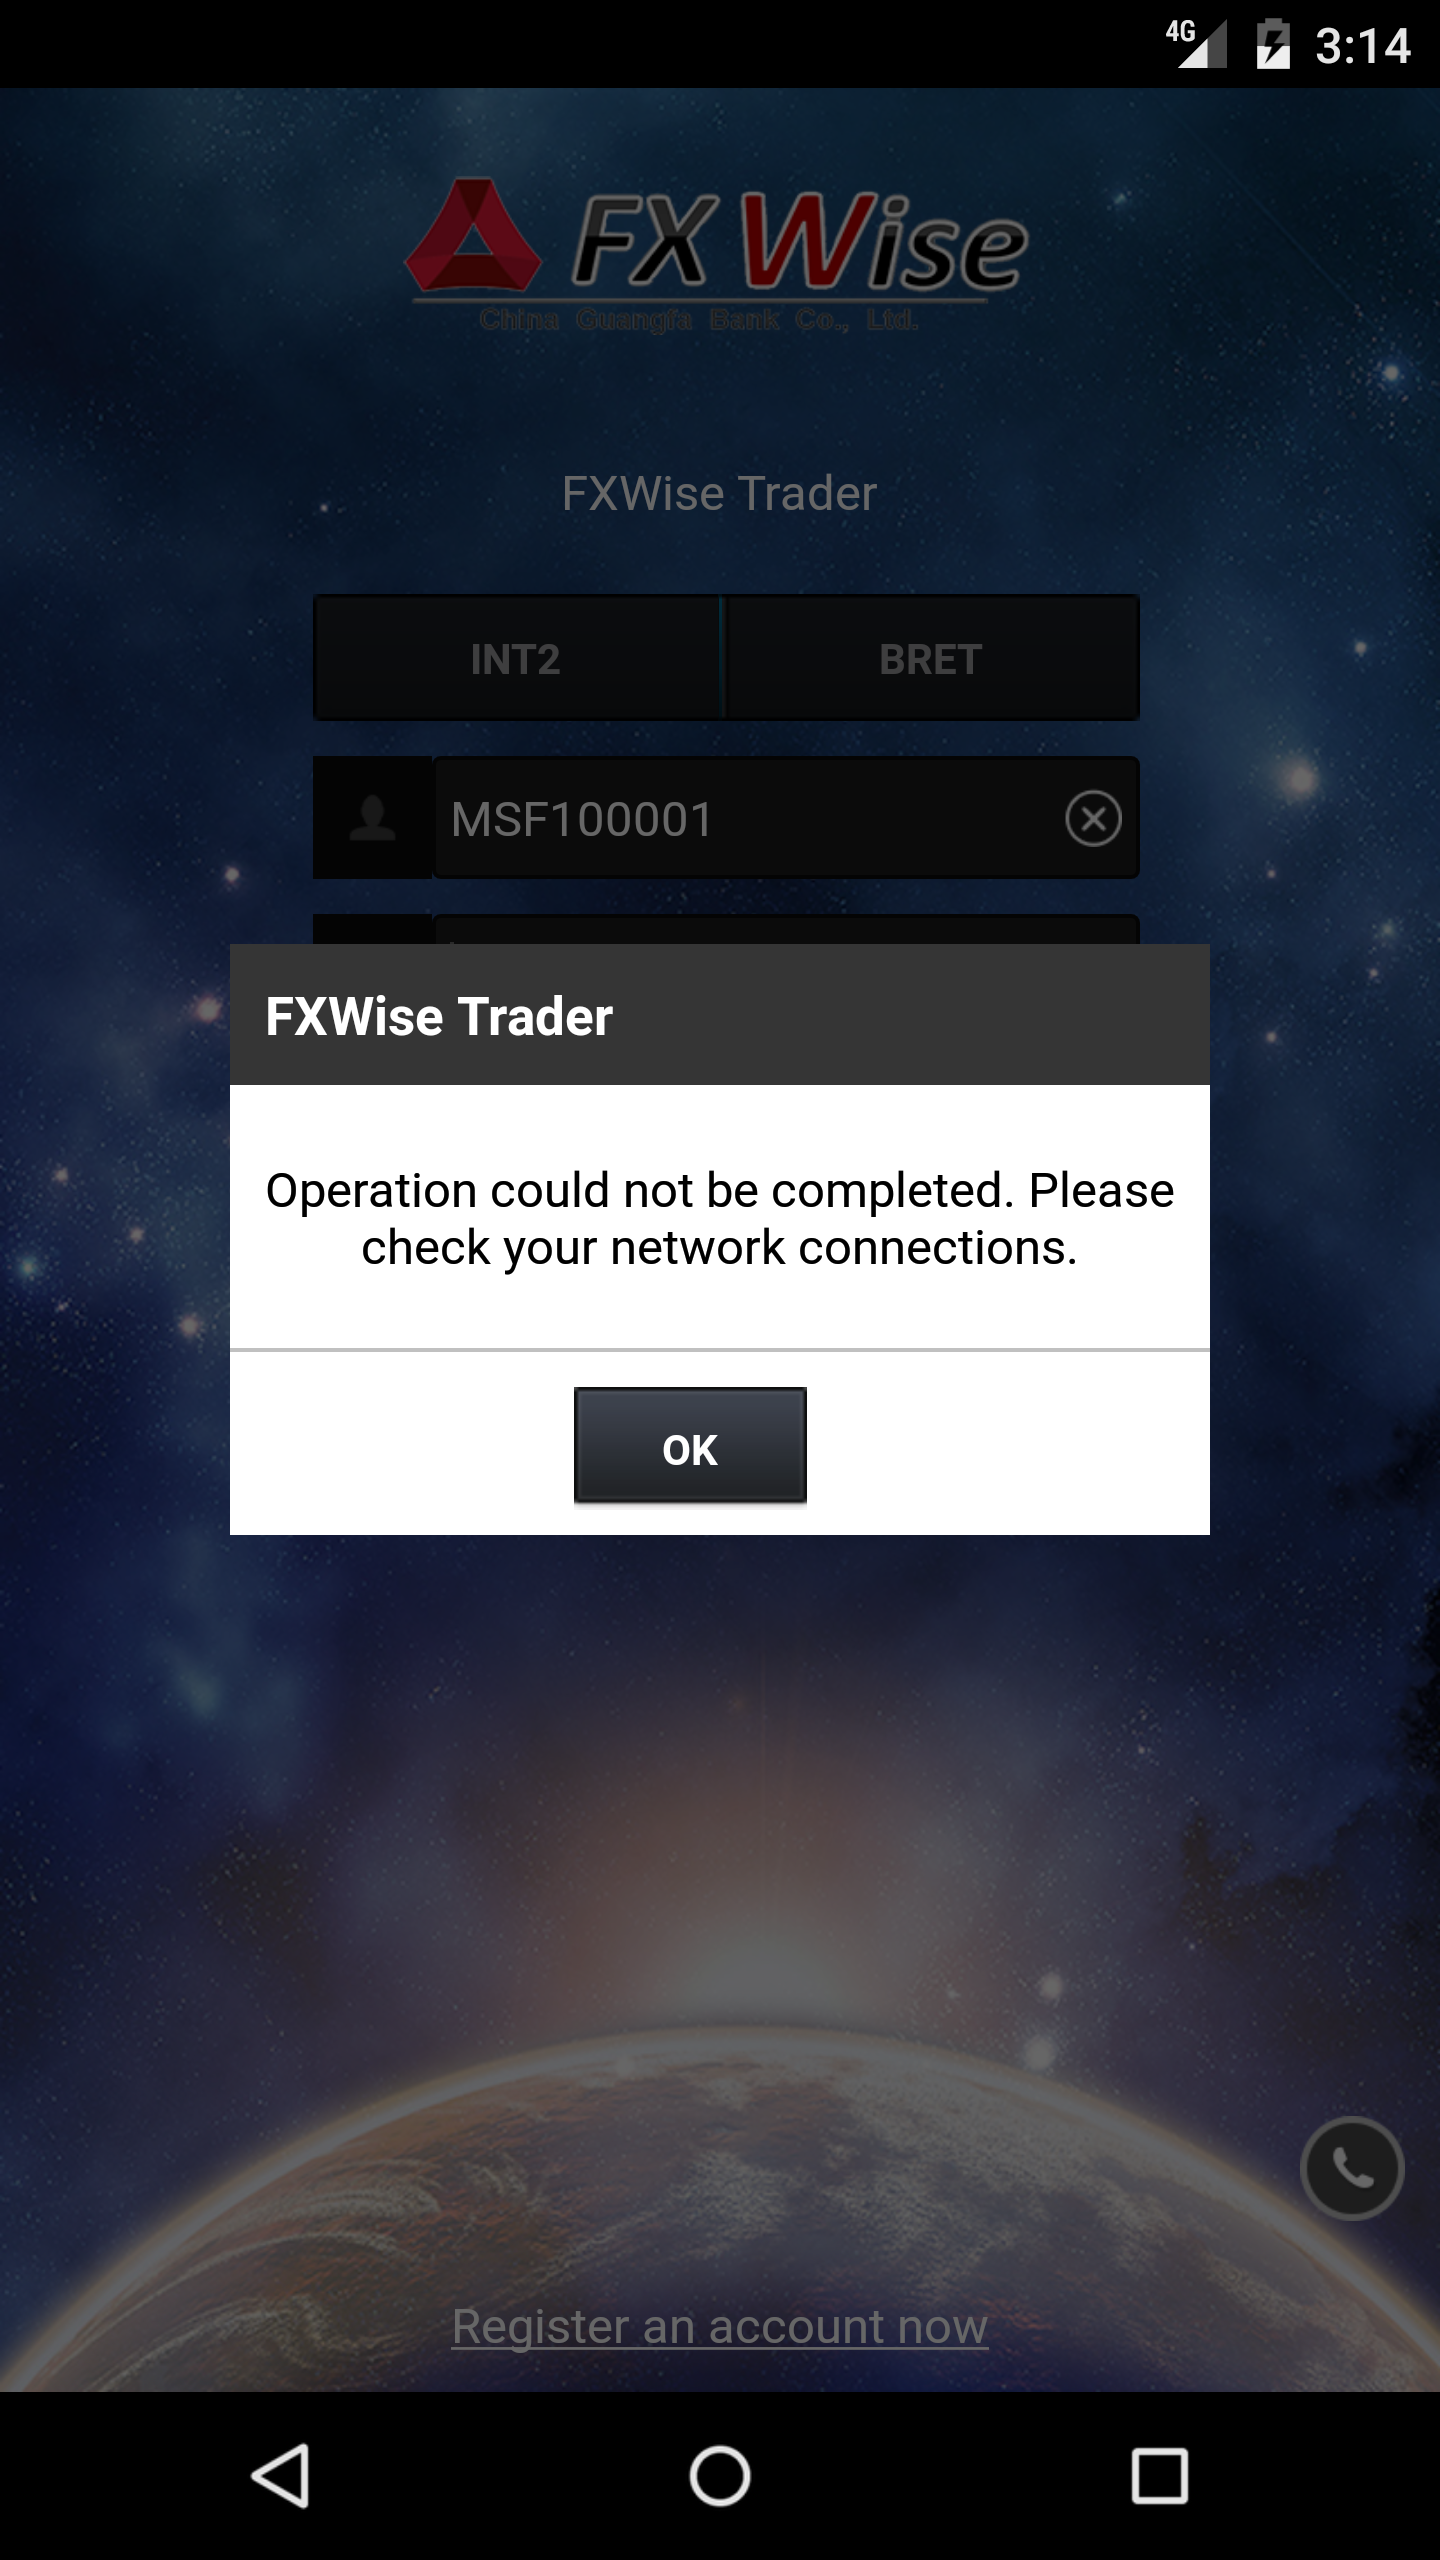 4G 3:14
FX Wise
China Guangfa Bank Co., Ltd.
FXWise Trader
INT2 BRET
MSF100001
FXWise Trader
Operation could not be completed. Please
check your network connections.
OK
Register an account now